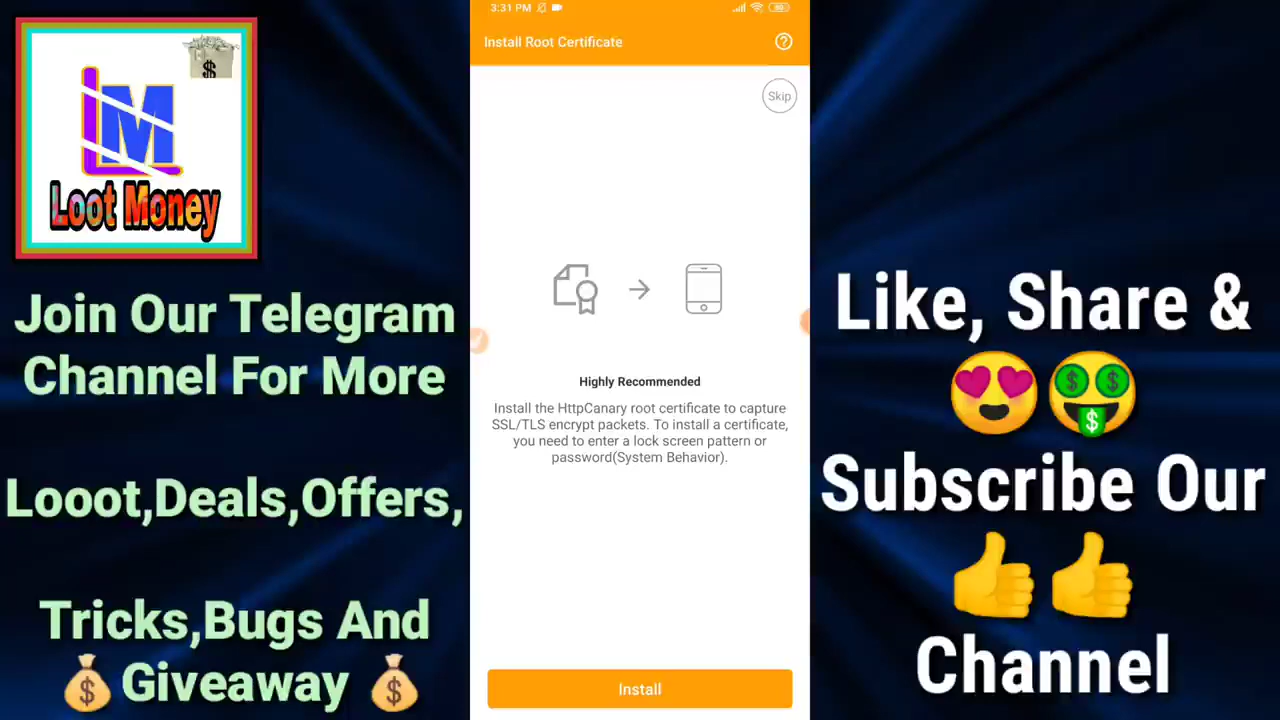 LM
$
Loot Money
Join Our Telegram
Channel For More
Looot,Deals,Offers,
Tricks,Bugs And
Giveaway
3:31 PM
Install Root Certificate
Skip
Highly Recommended
Install the HttpCanary root certificate to capture
SSL/TLS encrypt packets. To install a certificate,
you need to enter a lock screen pattern or
password(System Behavior).
Install
Like, Share &
Subscribe Our
Channel